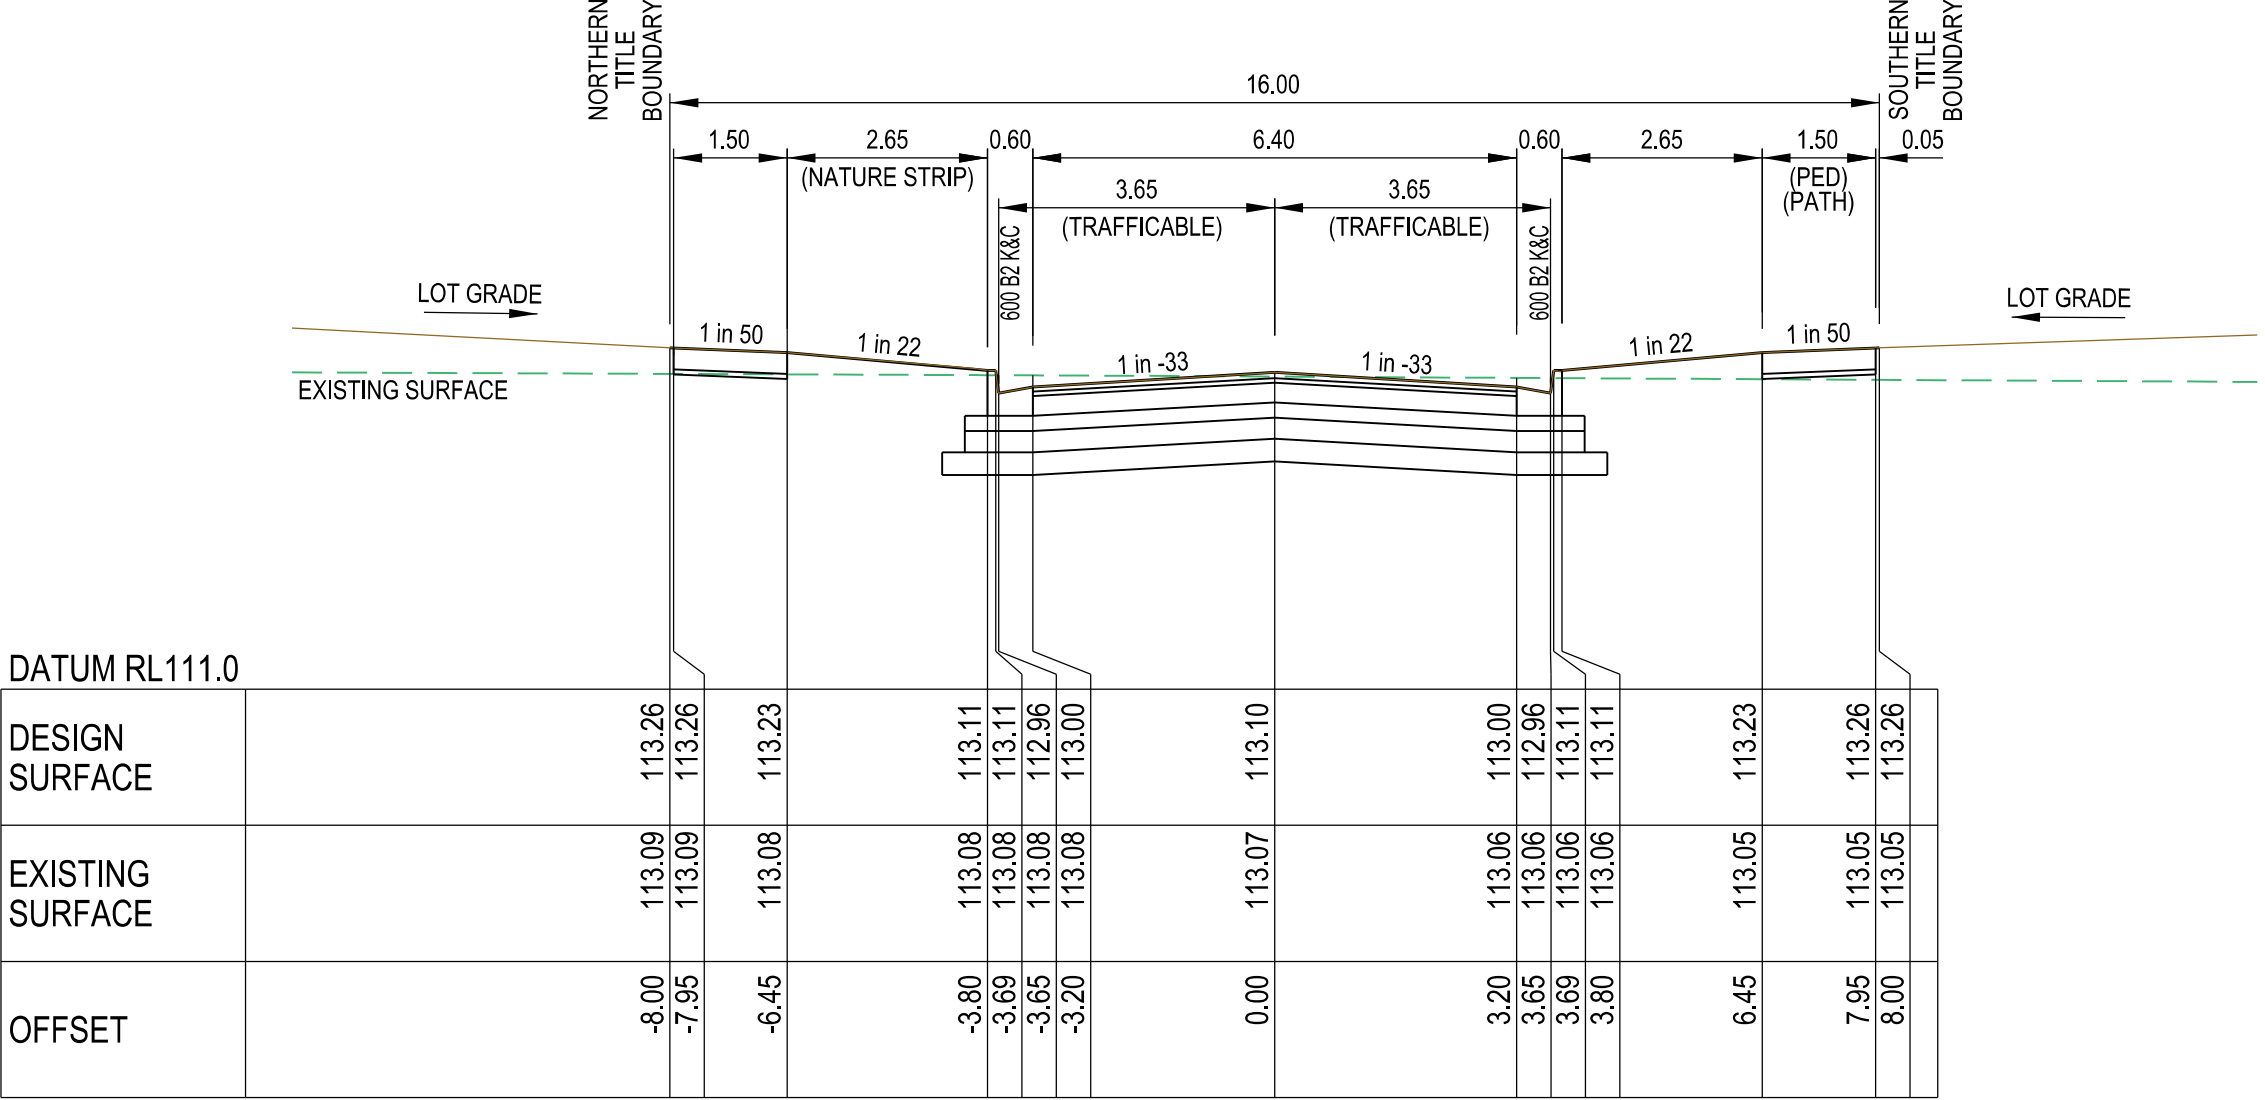 NORTHERN
TITLE
BOUNDARY
SOUTHERN
TITLE
BOUNDARY
16.00
1.50
2.65
0.60
6.40
0.60
2.65
1.50
0.05
(NATURE STRIP)
(PED)
(PATH)
3.65
3.65
(TRAFFICABLE)
(TRAFFICABLE)
600 B2 K&C
600 B2 K&C
LOT GRADE
LOT GRADE
1 in 50
1 in 22
1 in -33
1 in -33
1 in 22
1 in 50
EXISTING SURFACE
DATUM RL111.0
DESIGN
SURFACE
113.26
113.26
113.23
113.11
113.11
112.96
113.00
113.10
113.00
112.96
113.11
113.11
113.23
113.26
113.26
EXISTING
SURFACE
113.09
113.09
113.08
113.08
113.08
113.08
113.08
113.07
113.06
113.06
113.06
113.06
113.05
113.05
113.05
OFFSET
-8.00
-7.95
-6.45
-3.80
-3.69
-3.65
-3.20
0.00
3.20
3.65
3.69
3.80
6.45
7.95
8.00